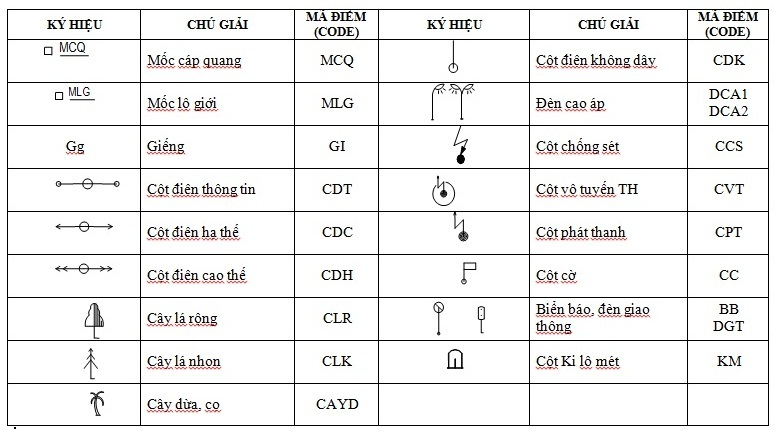 KÝ HIỆU CHÚ GIẢI MÃ ĐIỂM (CODE) KÝ HIỆU CHÚ GIẢI MÃ ĐIỂM (CODE)
MCQ Mốc cáp quang MCQ Cột điện không dây CDK
MLG Mốc lộ giới MLG Đèn cao áp DCA1 DCA2
Gg Giếng GI Cột chống sét CCS
Cột điện thông tin CDT Cột vô tuyến TH CVT
Cột điện hạ thế CDC Cột phát thanh CPT
Cột điện cao thế CDH Cột cờ CC
Cây lá rộng CLR Biển báo, đèn giao thông BB DGT
Cây lá nhọn CLK Cột Ki lô mét KM
Cây dừa, cọ CAYD